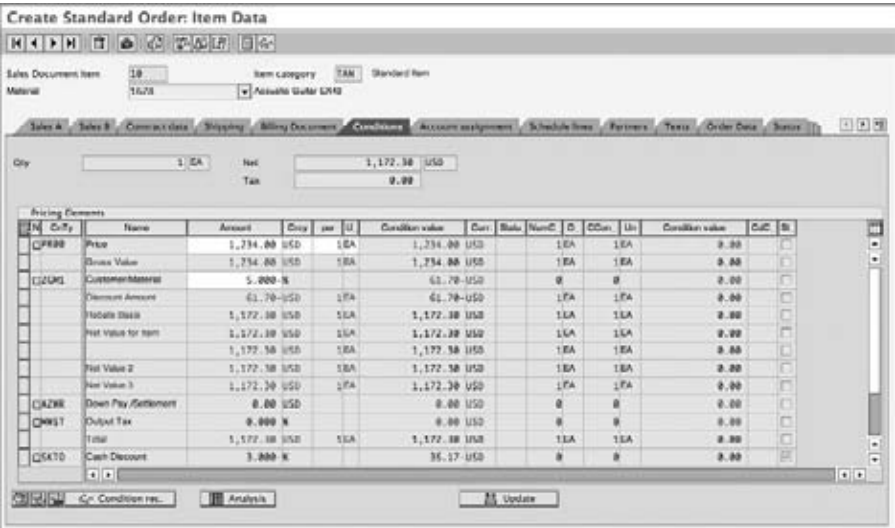 Create Standard Order: Item Data
Sales Document Item 10 Item category TAN Standard Item
Material 1628 Acoustic Guitar
Sales A Sales B Contract data Shipping Billing Document Conditions Account assignment Schedule lines Partners Texts Order Data Status
Qty 1 EA Net 1,172.30 USD
Tax 0.00
Pricing Elements
N CnTy Name Amount Crcy per U. Condition value Curr. Statu NumC O. CCon. Un Condition value CdC St
PR00 Price 1,234.00 USD 1 EA 1,234.00 USD 1 EA 1 EA 0.00
Gross Value 1,234.00 USD 1 EA 1,234.00 USD 1 EA 1 EA 0.00
Customer/Material 5.000- % 61.70- USD 0 0 0.00
Discount Amount 61.70- USD 1 EA 61.70- USD 1 EA 1 EA 0.00
Rebate Basis 1,172.30 USD 1 EA 1,172.30 USD 1 EA 1 EA 0.00
Net Value for Item 1,172.30 USD 1 EA 1,172.30 USD 1 EA 1 EA 0.00
1,172.30 USD 1 EA 1,172.30 USD 1 EA 1 EA 0.00
Net Value 2 1,172.30 USD 1 EA 1,172.30 USD 1 EA 1 EA 0.00
Net Value 3 1,172.30 USD 1 EA 1,172.30 USD 1 EA 1 EA 0.00
AZWR Down Pay./Settlement 0.00 USD 0.00 USD 0 0 0.00
MWST Output Tax 0.000 % 0.00 USD 0 0 0.00
Total 1,172.30 USD 1 EA 1,172.30 USD 1 EA 1 EA 0.00
SKTO Cash Discount 3.000 % 35.17- USD 0 0 0.00
Condition rec. Analysis Update